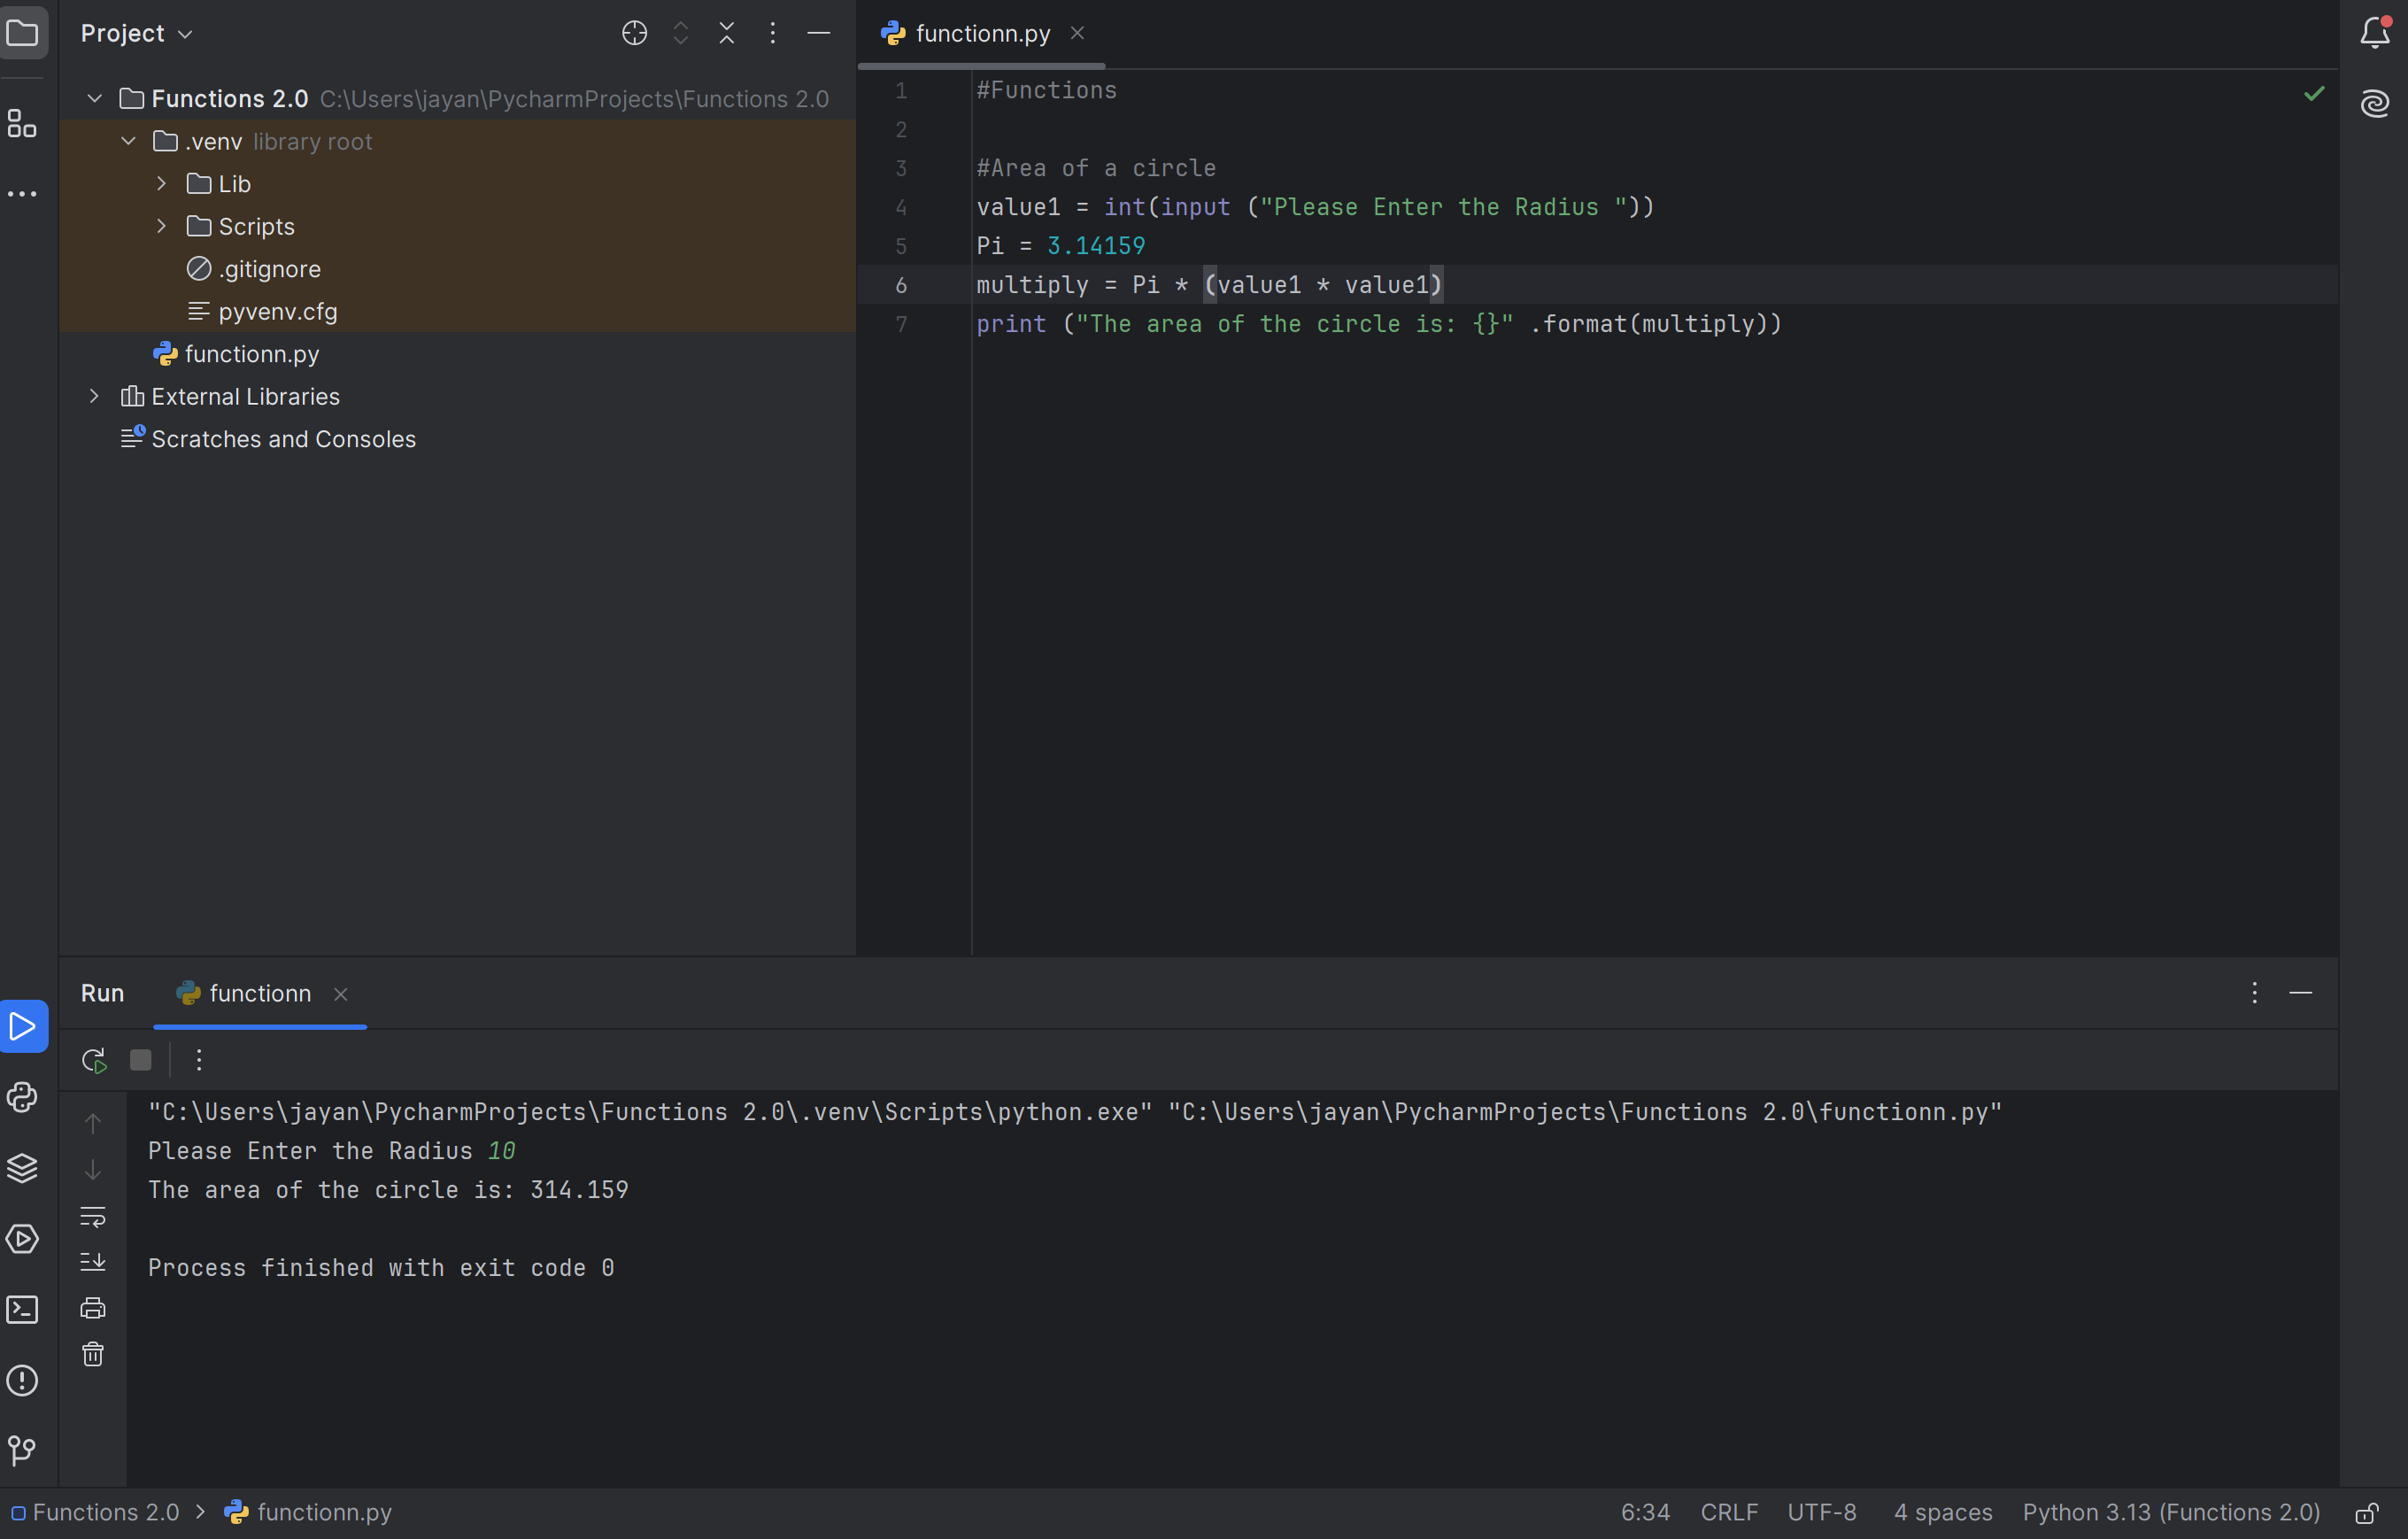 Project
Functions 2.0 C:\Users\jayan\PycharmProjects\Functions 2.0
.venv library root
Lib
Scripts
.gitignore
pyvenv.cfg
functionn.py
External Libraries
Scratches and Consoles
functionn.py
1 #Functions
2
3 #Area of a circle
4 value1 = int(input ("Please Enter the Radius "))
5 Pi = 3.14159
6 multiply = Pi * (value1 * value1)
7 print ("The area of the circle is: {}" .format(multiply))
Run functionn
"C:\Users\jayan\PycharmProjects\Functions 2.0\.venv\Scripts\python.exe" "C:\Users\jayan\PycharmProjects\Functions 2.0\functionn.py"
Please Enter the Radius 10
The area of the circle is: 314.159
Process finished with exit code 0
Functions 2.0 functionn.py 6:34 CRLF UTF-8 4 spaces Python 3.13 (Functions 2.0)